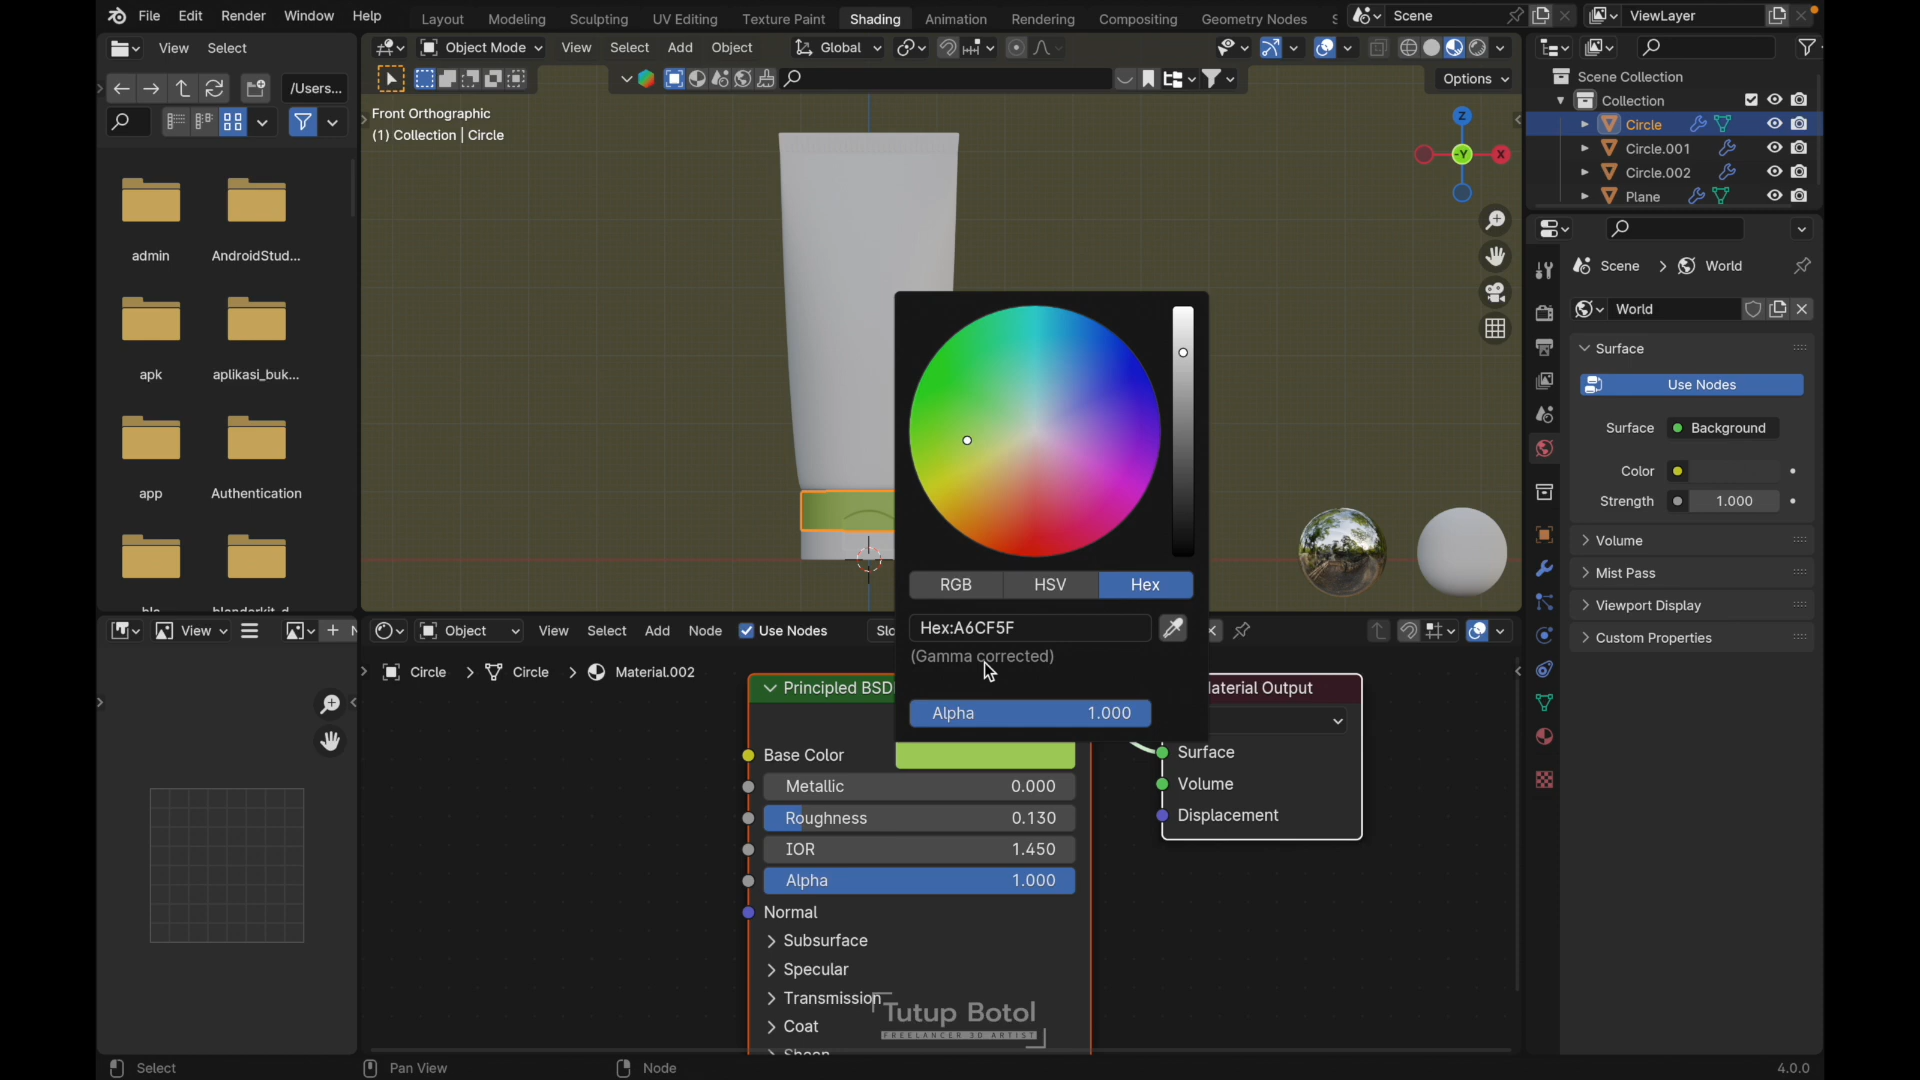 File Edit Render Window Help
Layout Modeling Sculpting UV Editing Texture Paint Shading Animation Rendering Compositing Geometry Nodes
Scene
ViewLayer
View Select
Object Mode View Select Add Object
Global
Options
/Users...
Front Orthographic
(1) Collection | Circle
Z
-Y
X
Scene Collection
Collection
Circle
Circle.001
Circle.002
Plane
admin
AndroidStud...
apk
aplikasi_buk...
app
Authentication
Scene > World
World
Surface
Use Nodes
Surface Background
Color
Strength 1.000
Volume
Mist Pass
Viewport Display
Custom Properties
RGB HSV Hex
Hex:A6CF5F
(Gamma corrected)
Alpha 1.000
View
Object View Select Add Node Use Nodes Slo
Circle > Circle > Material.002
Principled BSD
Base Color
Metallic 0.000
Roughness 0.130
IOR 1.450
Alpha 1.000
Normal
Subsurface
Specular
Transmission
Coat
Sheen
aterial Output
Surface
Volume
Displacement
Tutup Botol
FREELANCER 3D ARTIST
Select
Pan View
Node
4.0.0